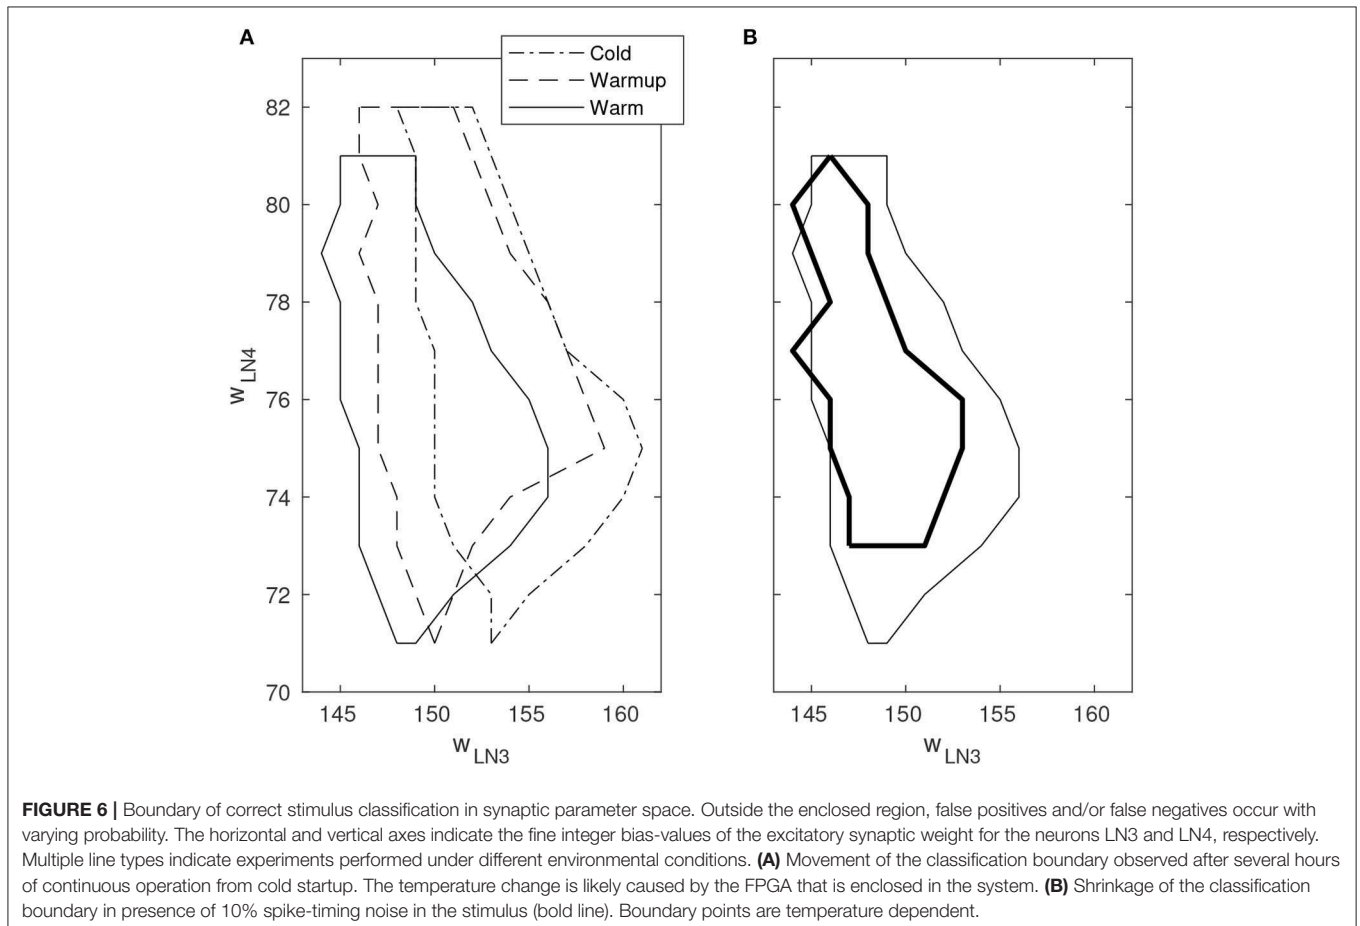 A
B
Cold
Warmup
Warm
82
80
78
76
74
72
70
w LN4
145 150 155 160
145 150 155 160
w LN3
w LN3
FIGURE 6 | Boundary of correct stimulus classification in synaptic parameter space. Outside the enclosed region, false positives and/or false negatives occur with
varying probability. The horizontal and vertical axes indicate the fine integer bias-values of the excitatory synaptic weight for the neurons LN3 and LN4, respectively.
Multiple line types indicate experiments performed under different environmental conditions. (A) Movement of the classification boundary observed after several hours
of continuous operation from cold startup. The temperature change is likely caused by the FPGA that is enclosed in the system. (B) Shrinkage of the classification
boundary in presence of 10% spike-timing noise in the stimulus (bold line). Boundary points are temperature dependent.